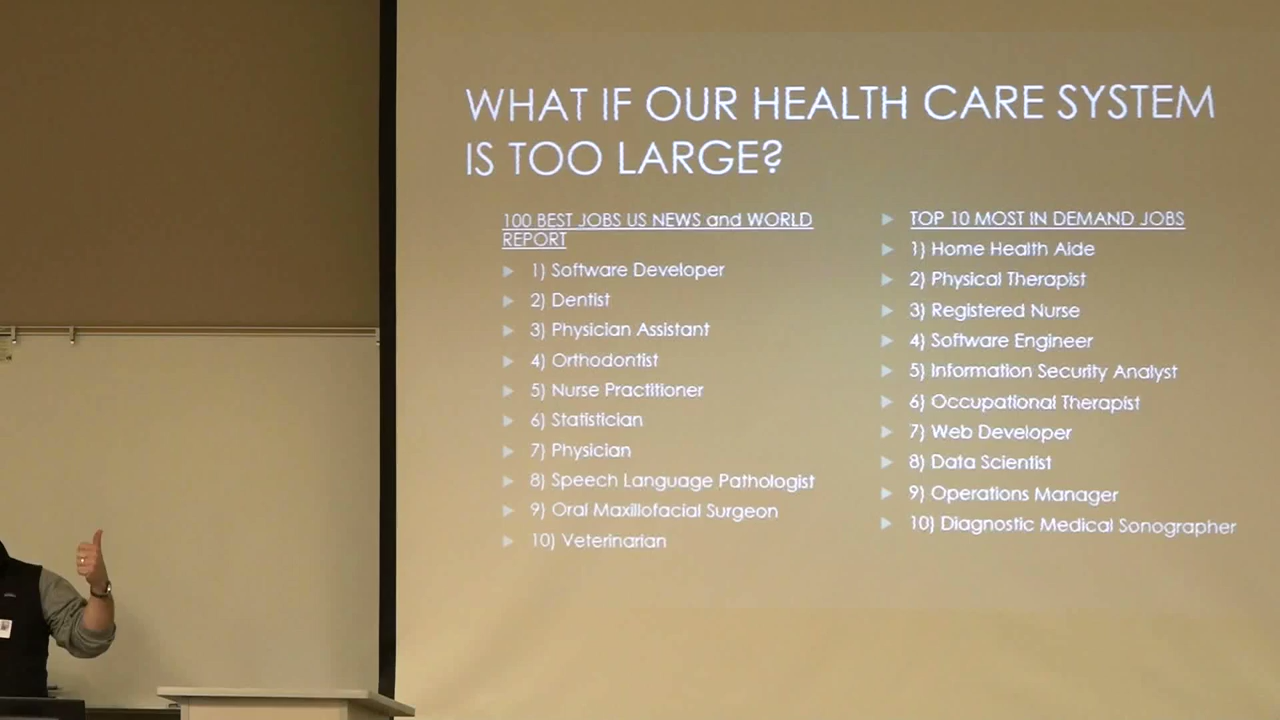 WHAT IF OUR HEALTH CARE SYSTEM
IS TOO LARGE?
100 BEST JOBS US NEWS and WORLD
REPORT
1) Software Developer
2) Dentist
3) Physician Assistant
4) Orthodontist
5) Nurse Practitioner
6) Statistician
7) Physician
8) Speech Language Pathologist
9) Oral Maxillofacial Surgeon
10) Veterinarian
TOP 10 MOST IN DEMAND JOBS
1) Home Health Aide
2) Physical Therapist
3) Registered Nurse
4) Software Engineer
5) Information Security Analyst
6) Occupational Therapist
7) Web Developer
8) Data Scientist
9) Operations Manager
10) Diagnostic Medical Sonographer